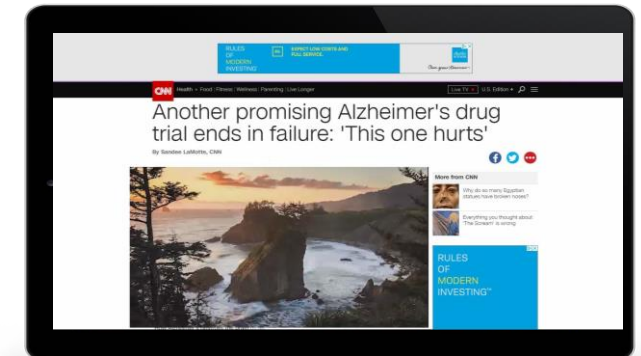 RULES
OF
MODERN
INVESTING
EXPECT LOW COSTS AND
FULL SERVICE.
CNN
Health • Food | Fitness | Wellness | Parenting | Live Longer
Live TV •
U.S. Edition
Another promising Alzheimer's drug
trial ends in failure: 'This one hurts'
By Sandee LaMotte, CNN
More from CNN
Why do so many Egyptian
statues have broken noses?
Everything you thought about
'The Scream' is wrong
RULES
OF
MODERN
INVESTING™